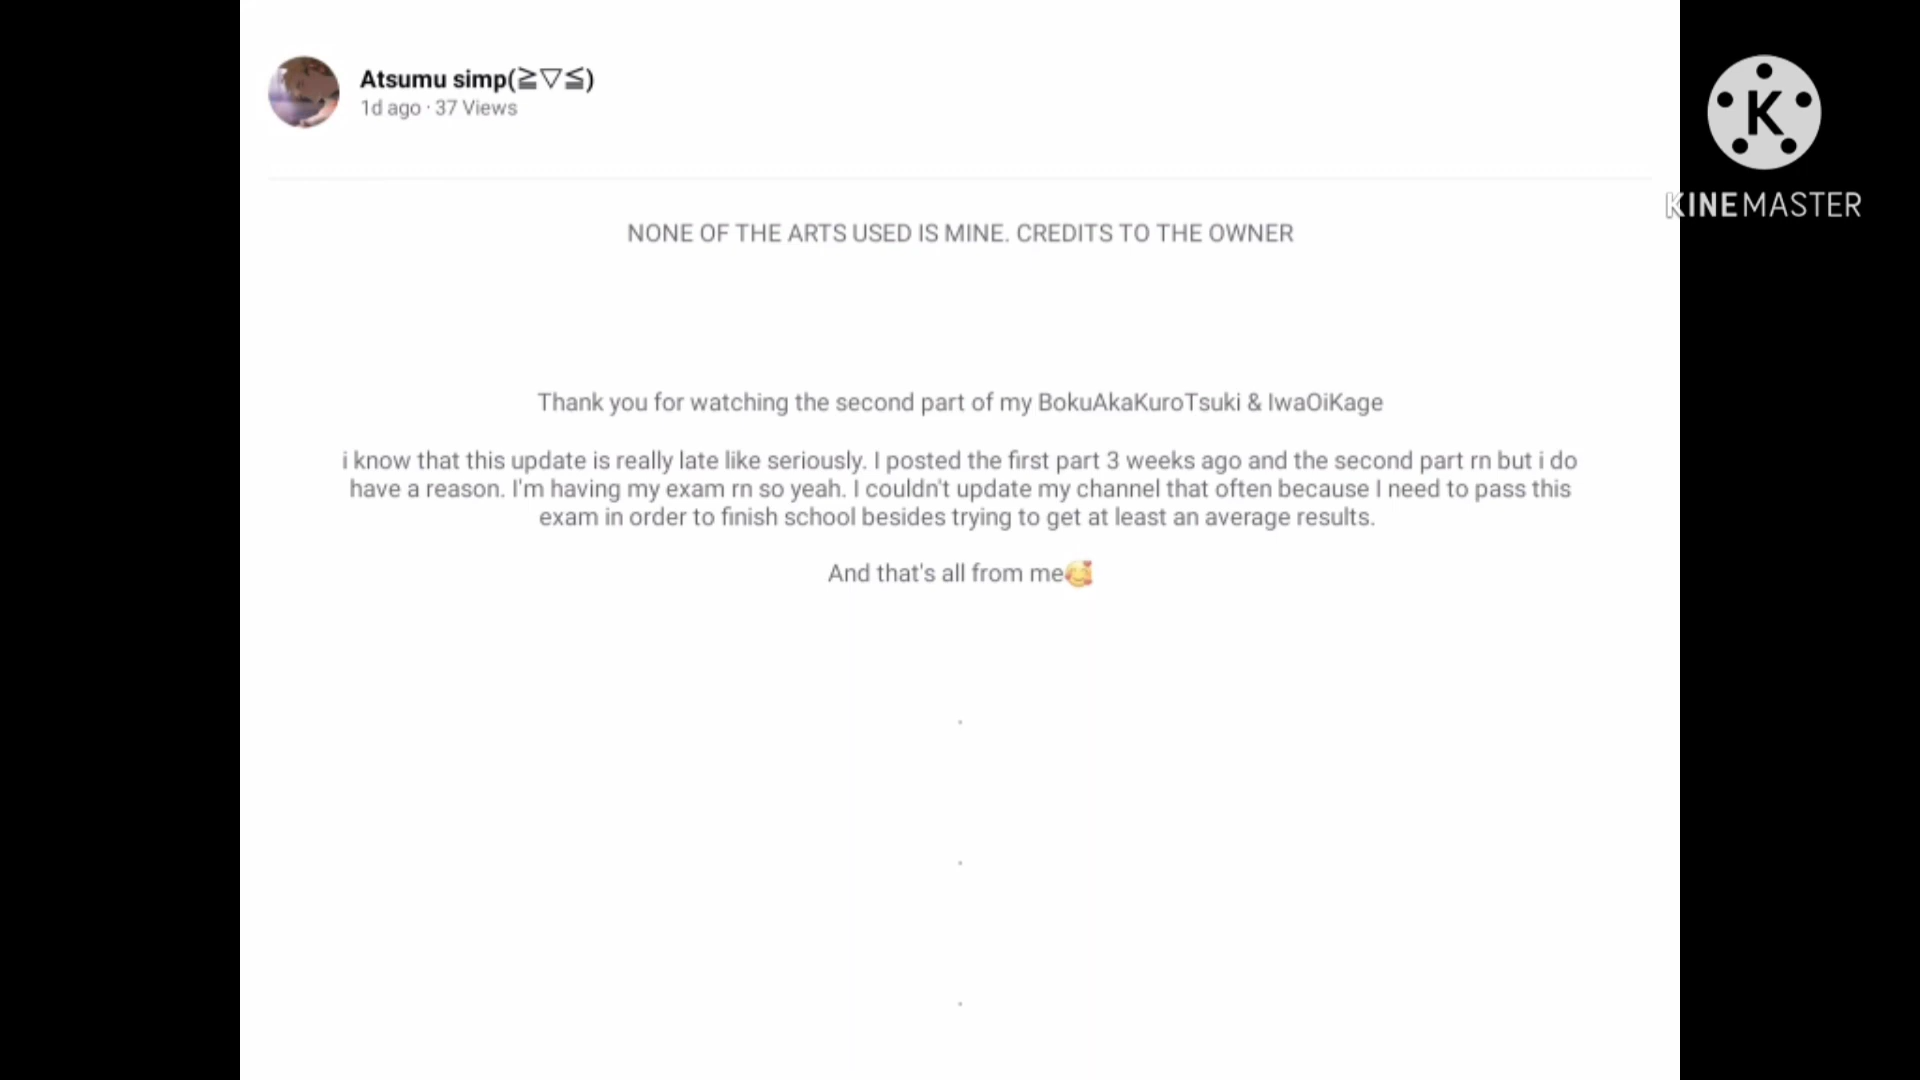 Atsumu simp(≧▽≦)
1d ago · 37 Views
K
KINEMASTER
NONE OF THE ARTS USED IS MINE. CREDITS TO THE OWNER
Thank you for watching the second part of my BokuAkaKuroTsuki & IwaOiKage
i know that this update is really late like seriously. I posted the first part 3 weeks ago and the second part rn but i do
have a reason. I'm having my exam rn so yeah. I couldn't update my channel that often because I need to pass this
exam in order to finish school besides trying to get at least an average results.
And that's all from me🥰
.
.
.